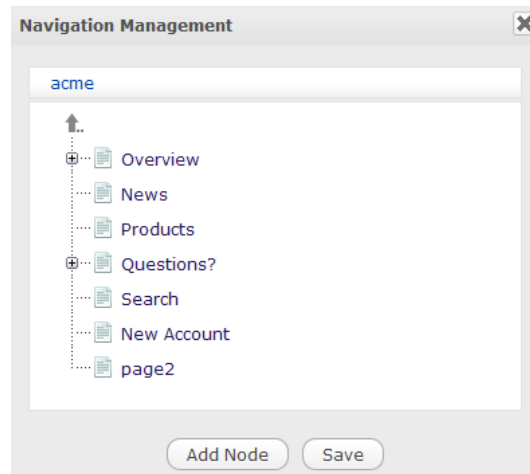 Navigation Management
acme
..
Overview
News
Products
Questions?
Search
New Account
page2
Add Node Save